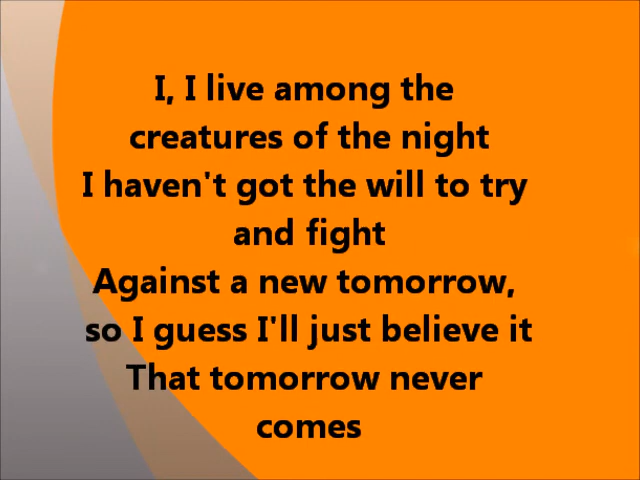 I, I live among the
creatures of the night
I haven't got the will to try
and fight
Against a new tomorrow,
so I guess I'll just believe it
That tomorrow never
comes